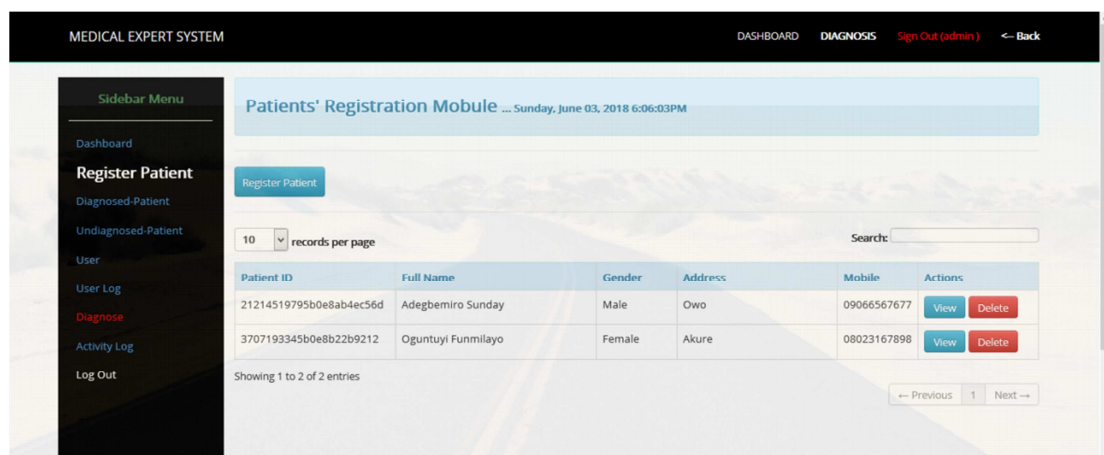 MEDICAL EXPERT SYSTEM DASHBOARD DIAGNOSIS Sign Out (admin ) <-- Back
Sidebar Menu
Dashboard
Register Patient
Diagnosed-Patient
Undiagnosed-Patient
User
User Log
Diagnose
Activity Log
Log Out
Patients' Registration Mobule ... Sunday, June 03, 2018 6:06:03PM
Register Patient
10 records per page Search:
Patient ID Full Name Gender Address Mobile Actions
21214519795b0e8ab4ec56d Adegbemiro Sunday Male Owo 09066567677 View Delete
3707193345b0e8b22b9212 Oguntuyi Funmilayo Female Akure 08023167898 View Delete
Showing 1 to 2 of 2 entries
← Previous 1 Next →